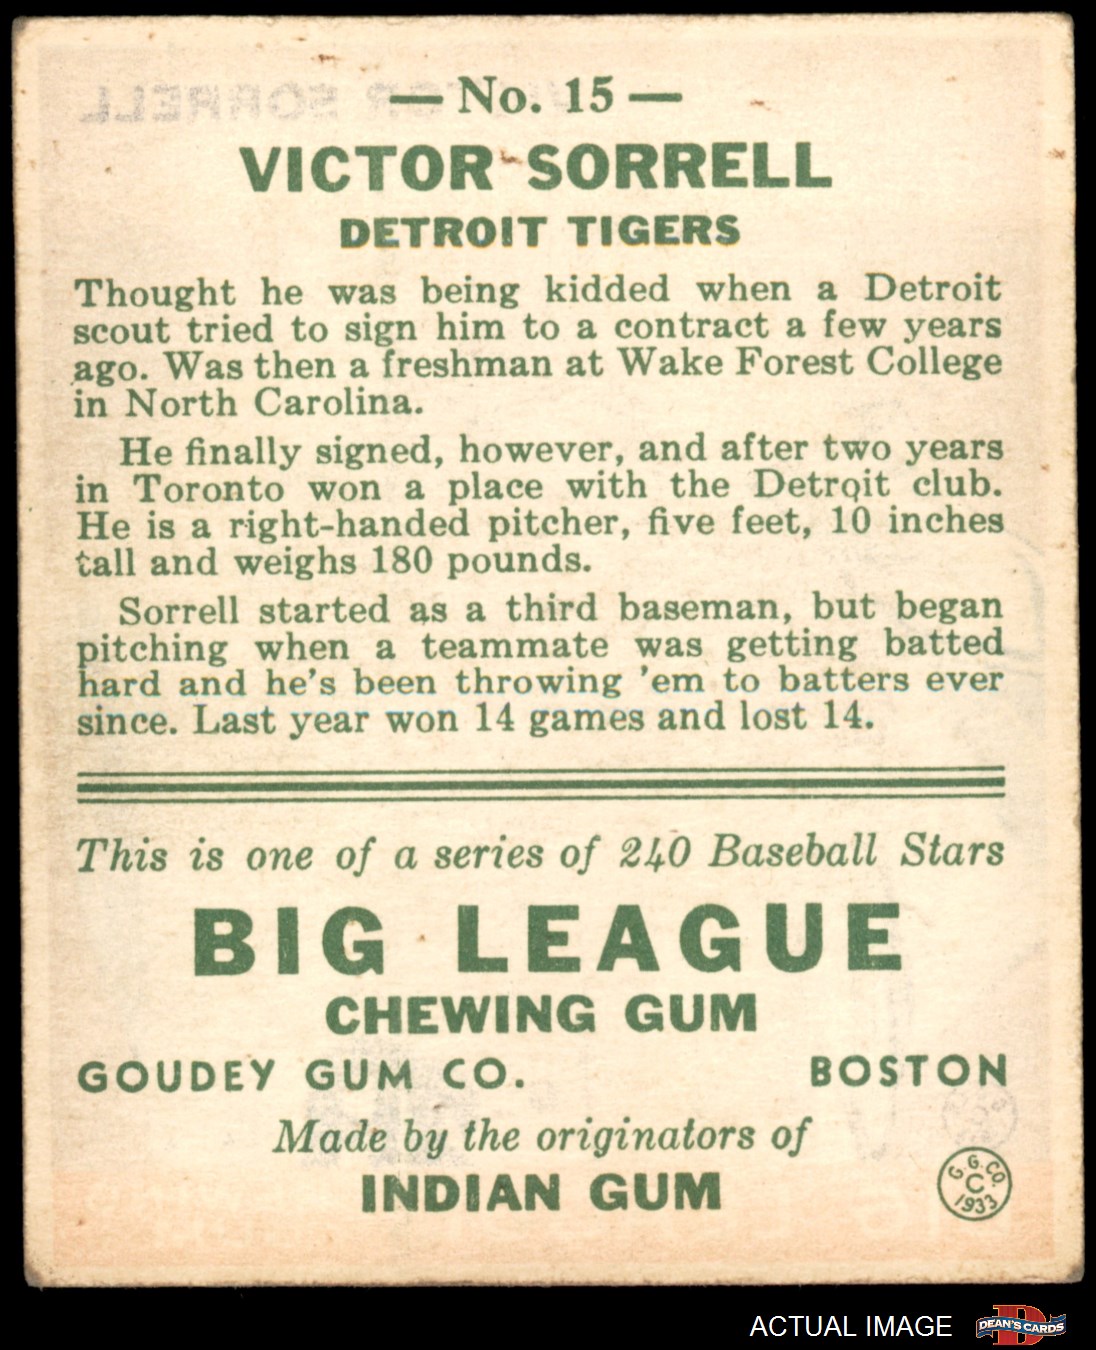 — No. 15 —
VICTOR SORRELL
DETROIT TIGERS
Thought he was being kidded when a Detroit
scout tried to sign him to a contract a few years
ago. Was then a freshman at Wake Forest College
in North Carolina.
He finally signed, however, and after two years
in Toronto won a place with the Detroit club.
He is a right-handed pitcher, five feet, 10 inches
tall and weighs 180 pounds.
Sorrell started as a third baseman, but began
pitching when a teammate was getting batted
hard and he's been throwing 'em to batters ever
since. Last year won 14 games and lost 14.
This is one of a series of 240 Baseball Stars
BIG LEAGUE
CHEWING GUM
GOUDEY GUM CO. BOSTON
Made by the originators of
INDIAN GUM
G. G. CO.
C
1933
ACTUAL IMAGE
D
DEAN'S CARDS